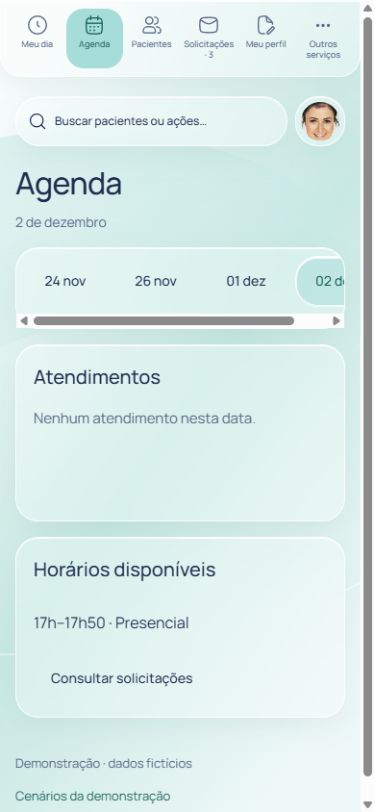 Meu dia
Agenda
Pacientes
Solicitações
· 3
Meu perfil
Outros
serviços
Buscar pacientes ou ações...
Agenda
2 de dezembro
24 nov
26 nov
01 dez
02 d
Atendimentos
Nenhum atendimento nesta data.
Horários disponíveis
17h–17h50 · Presencial
Consultar solicitações
Demonstração · dados fictícios
Cenários da demonstração